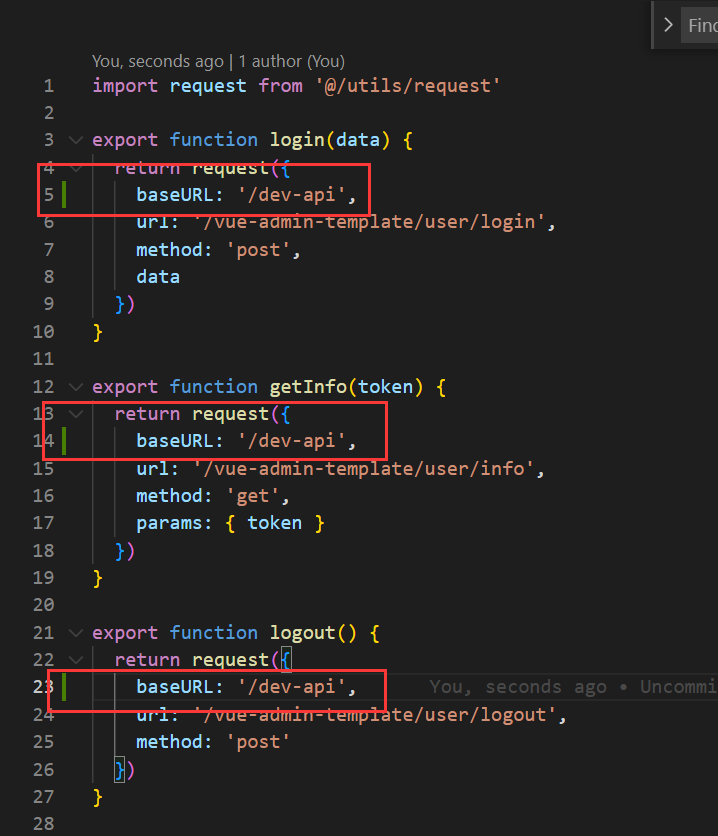 Find
You, seconds ago | 1 author (You)
1 import request from '@/utils/request'
2
3 export function login(data) {
4 return request({
5 baseURL: '/dev-api',
6 url: '/vue-admin-template/user/login',
7 method: 'post',
8 data
9 })
10 }
11
12 export function getInfo(token) {
13 return request({
14 baseURL: '/dev-api',
15 url: '/vue-admin-template/user/info',
16 method: 'get',
17 params: { token }
18 })
19 }
20
21 export function logout() {
22 return request({
23 baseURL: '/dev-api', You, seconds ago • Uncommi
24 url: '/vue-admin-template/user/logout',
25 method: 'post'
26 })
27 }
28